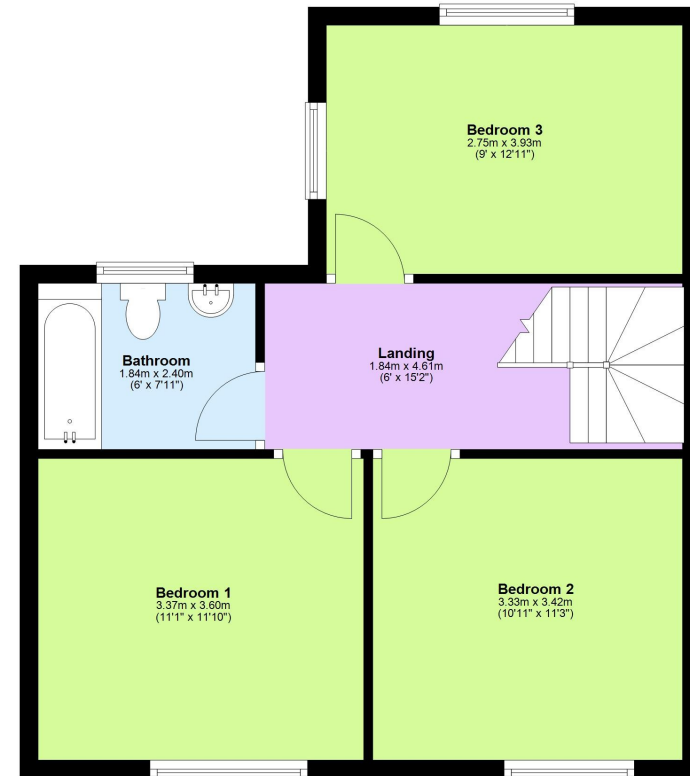 Bedroom 3
2.75m x 3.93m
(9' x 12'11")
Landing
1.84m x 4.61m
(6' x 15'2")
Bathroom
1.84m x 2.40m
(6' x 7'11")
Bedroom 1
3.37m x 3.60m
(11'1" x 11'10")
Bedroom 2
3.33m x 3.42m
(10'11" x 11'3")